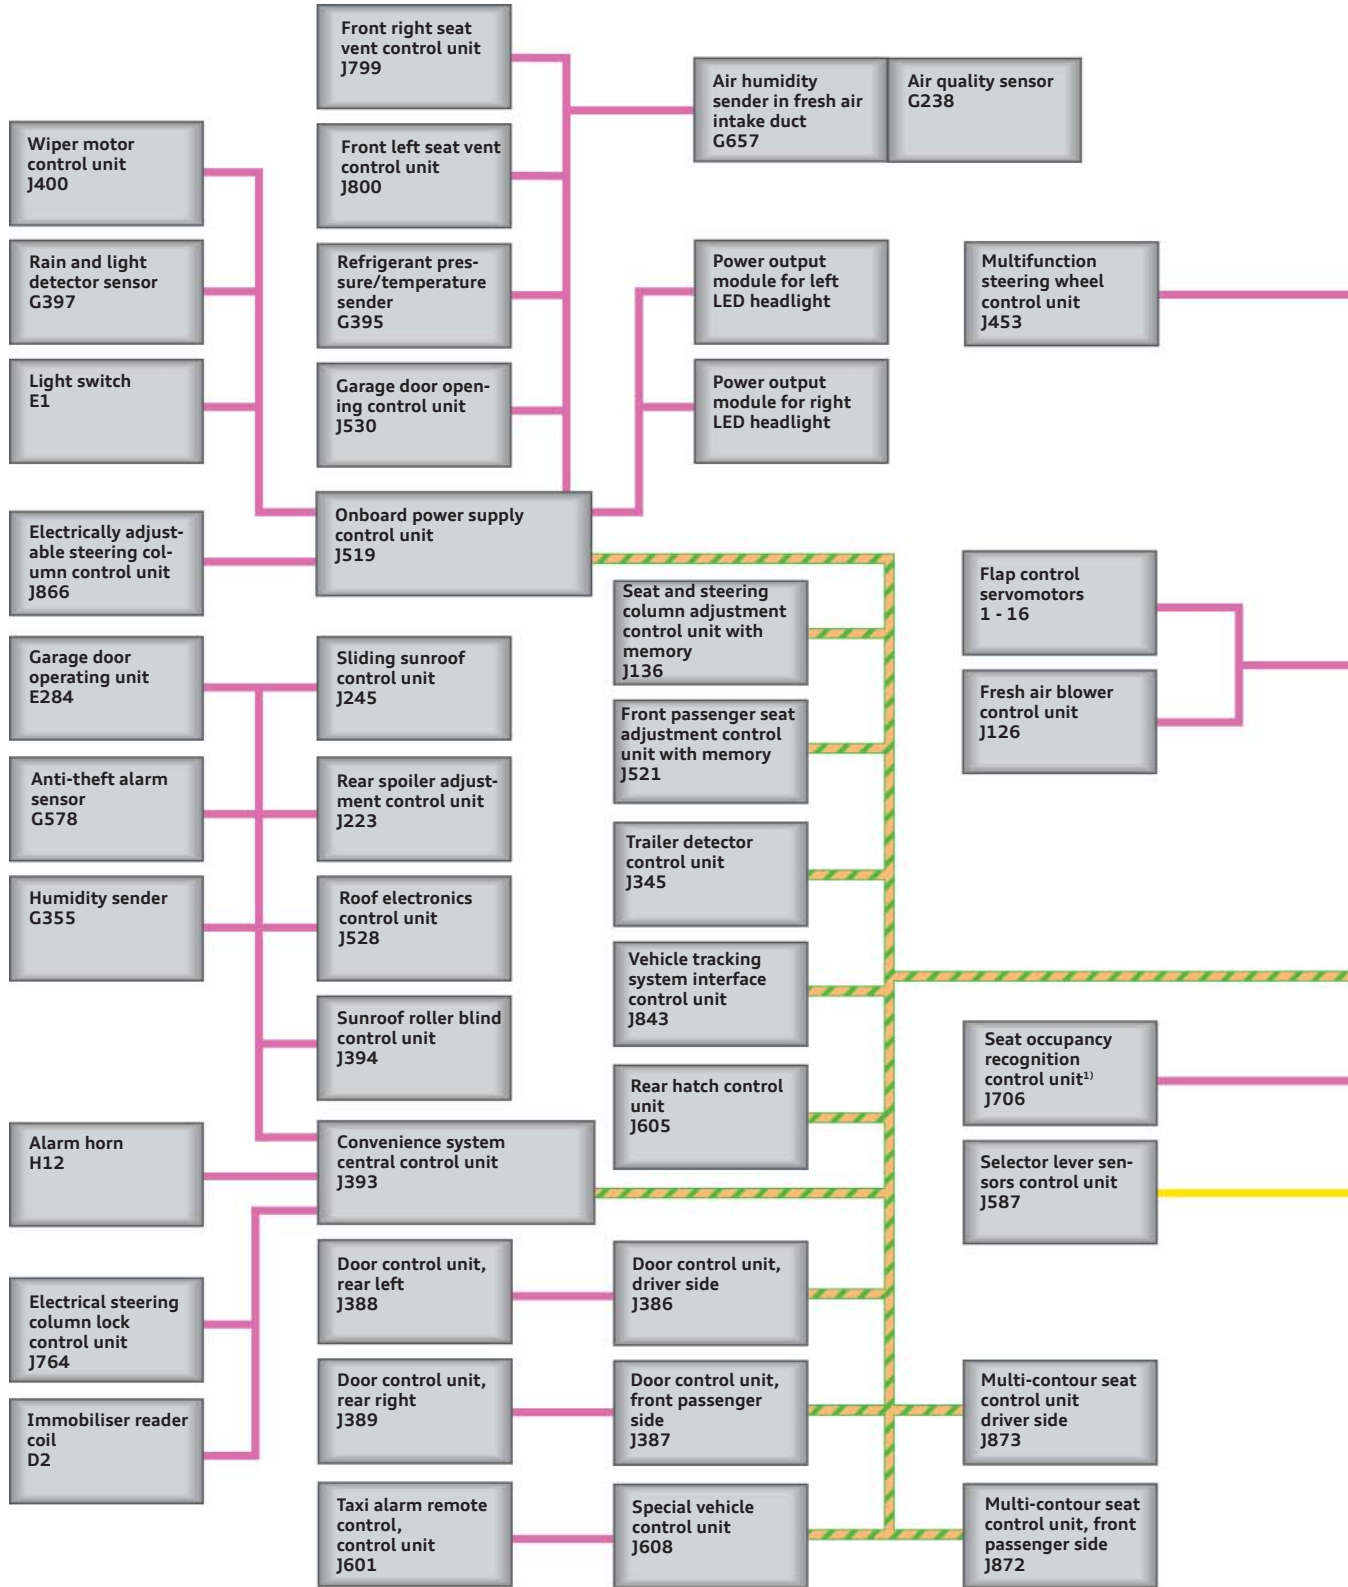 Front right seat
vent control unit
J799
Air humidity
sender in fresh air
intake duct
G657
Air quality sensor
G238
Wiper motor
control unit
J400
Front left seat vent
control unit
J800
Rain and light
detector sensor
G397
Refrigerant pres-
sure/temperature
sender
G395
Power output
module for left
LED headlight
Multifunction
steering wheel
control unit
J453
Light switch
E1
Garage door open-
ing control unit
J530
Power output
module for right
LED headlight
Electrically adjust-
able steering col-
umn control unit
J866
Onboard power supply
control unit
J519
Seat and steering
column adjustment
control unit with
memory
J136
Flap control
servomotors
1 - 16
Garage door
operating unit
E284
Sliding sunroof
control unit
J245
Front passenger seat
adjustment control
unit with memory
J521
Fresh air blower
control unit
J126
Anti-theft alarm
sensor
G578
Rear spoiler adjust-
ment control unit
J223
Trailer detector
control unit
J345
Humidity sender
G355
Roof electronics
control unit
J528
Vehicle tracking
system interface
control unit
J843
Sunroof roller blind
control unit
J394
Rear hatch control
unit
J605
Seat occupancy
recognition
control unit¹⁾
J706
Alarm horn
H12
Convenience system
central control unit
J393
Selector lever sen-
sors control unit
J587
Electrical steering
column lock
control unit
J764
Door control unit,
rear left
J388
Door control unit,
driver side
J386
Immobiliser reader
coil
D2
Door control unit,
rear right
J389
Door control unit,
front passenger
side
J387
Multi-contour seat
control unit
driver side
J873
Taxi alarm remote
control,
control unit
J601
Special vehicle
control unit
J608
Multi-contour seat
control unit, front
passenger side
J872